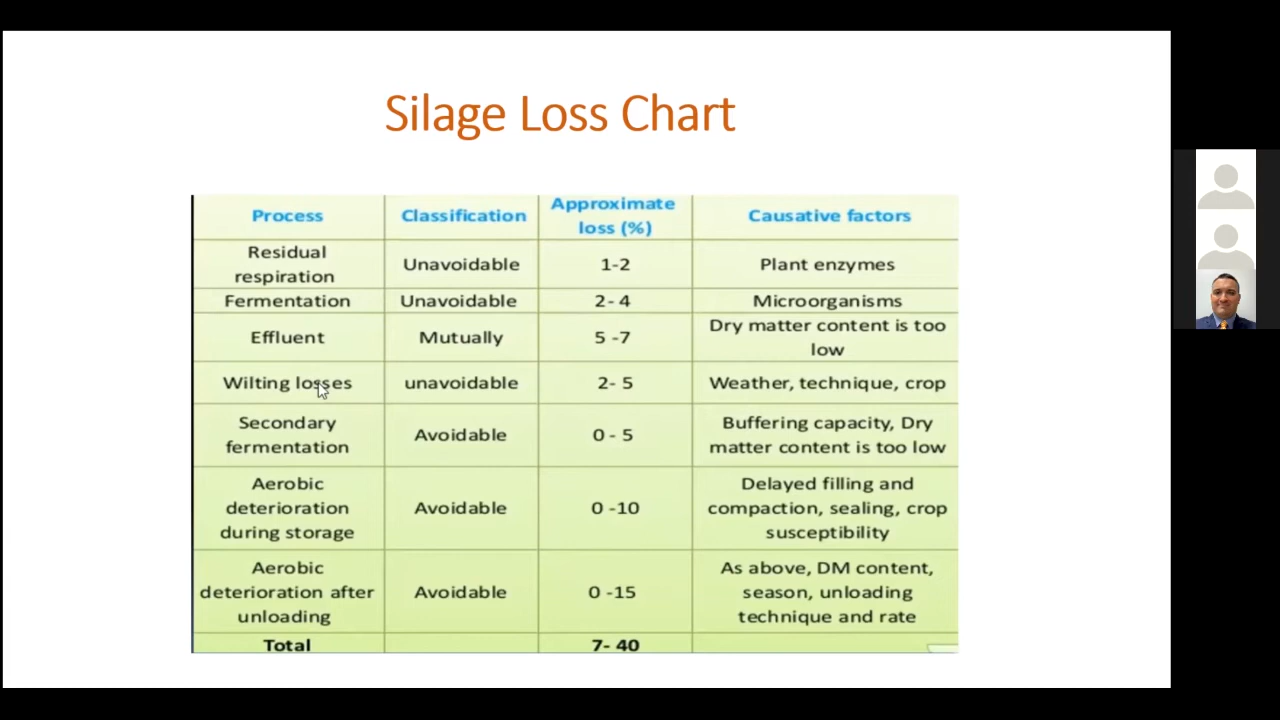 Silage Loss Chart
Process Classification Approximate loss (%) Causative factors
Residual respiration Unavoidable 1-2 Plant enzymes
Fermentation Unavoidable 2- 4 Microorganisms
Effluent Mutually 5 -7 Dry matter content is too low
Wilting losses unavoidable 2- 5 Weather, technique, crop
Secondary fermentation Avoidable 0 - 5 Buffering capacity, Dry matter content is too low
Aerobic deterioration during storage Avoidable 0 -10 Delayed filling and compaction, sealing, crop susceptibility
Aerobic deterioration after unloading Avoidable 0 -15 As above, DM content, season, unloading technique and rate
Total 7- 40